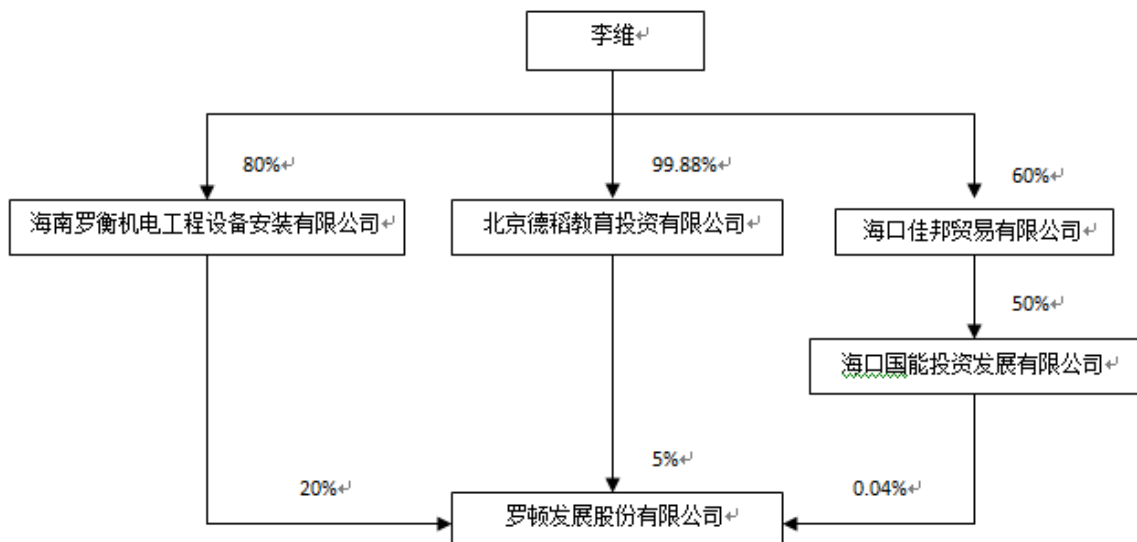 李维
80%
99.88%
60%
海南罗衡机电工程设备安装有限公司
北京德稻教育投资有限公司
海口佳邦贸易有限公司
50%
海口国能投资发展有限公司
20%
5%
0.04%
罗顿发展股份有限公司